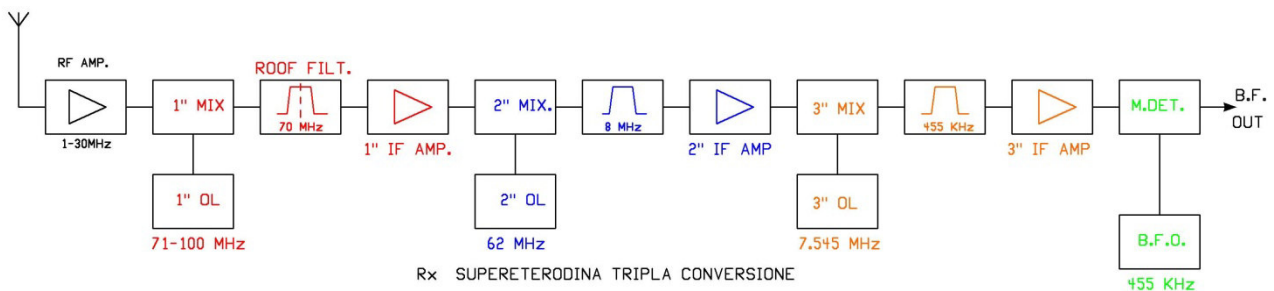 RF AMP.
1-30MHz
1" MIX
1" OL
71-100 MHz
ROOF FILT.
70 MHz
1" IF AMP.
2" MIX.
2" OL
62 MHz
8 MHz
2" IF AMP
3" MIX
3" OL
7.545 MHz
455 KHz
3" IF AMP
M.DET.
B.F.
OUT
B.F.O.
455 KHz
Rx SUPERETERODINA TRIPLA CONVERSIONE